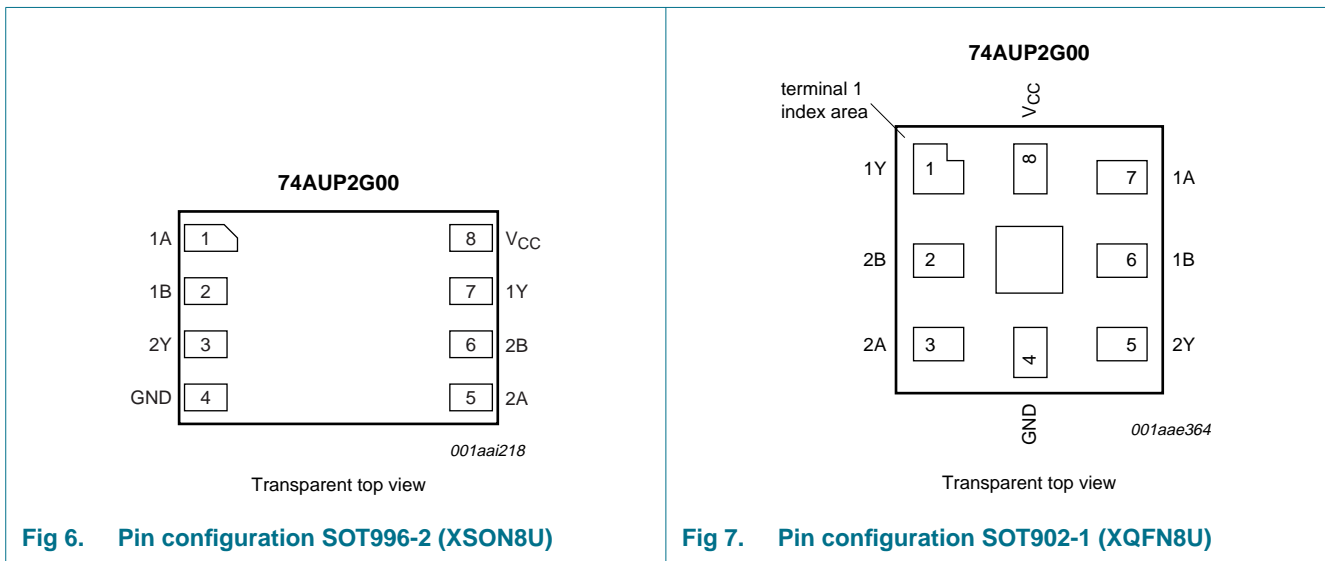 74AUP2G00
1A 1 8 VCC
1B 2 7 1Y
2Y 3 6 2B
GND 4 5 2A
001aai218
Transparent top view
Fig 6. Pin configuration SOT996-2 (XSON8U)
74AUP2G00
terminal 1
index area
VCC
1Y 1 8 7 1A
2B 2 6 1B
2A 3 4 5 2Y
GND
001aae364
Transparent top view
Fig 7. Pin configuration SOT902-1 (XQFN8U)